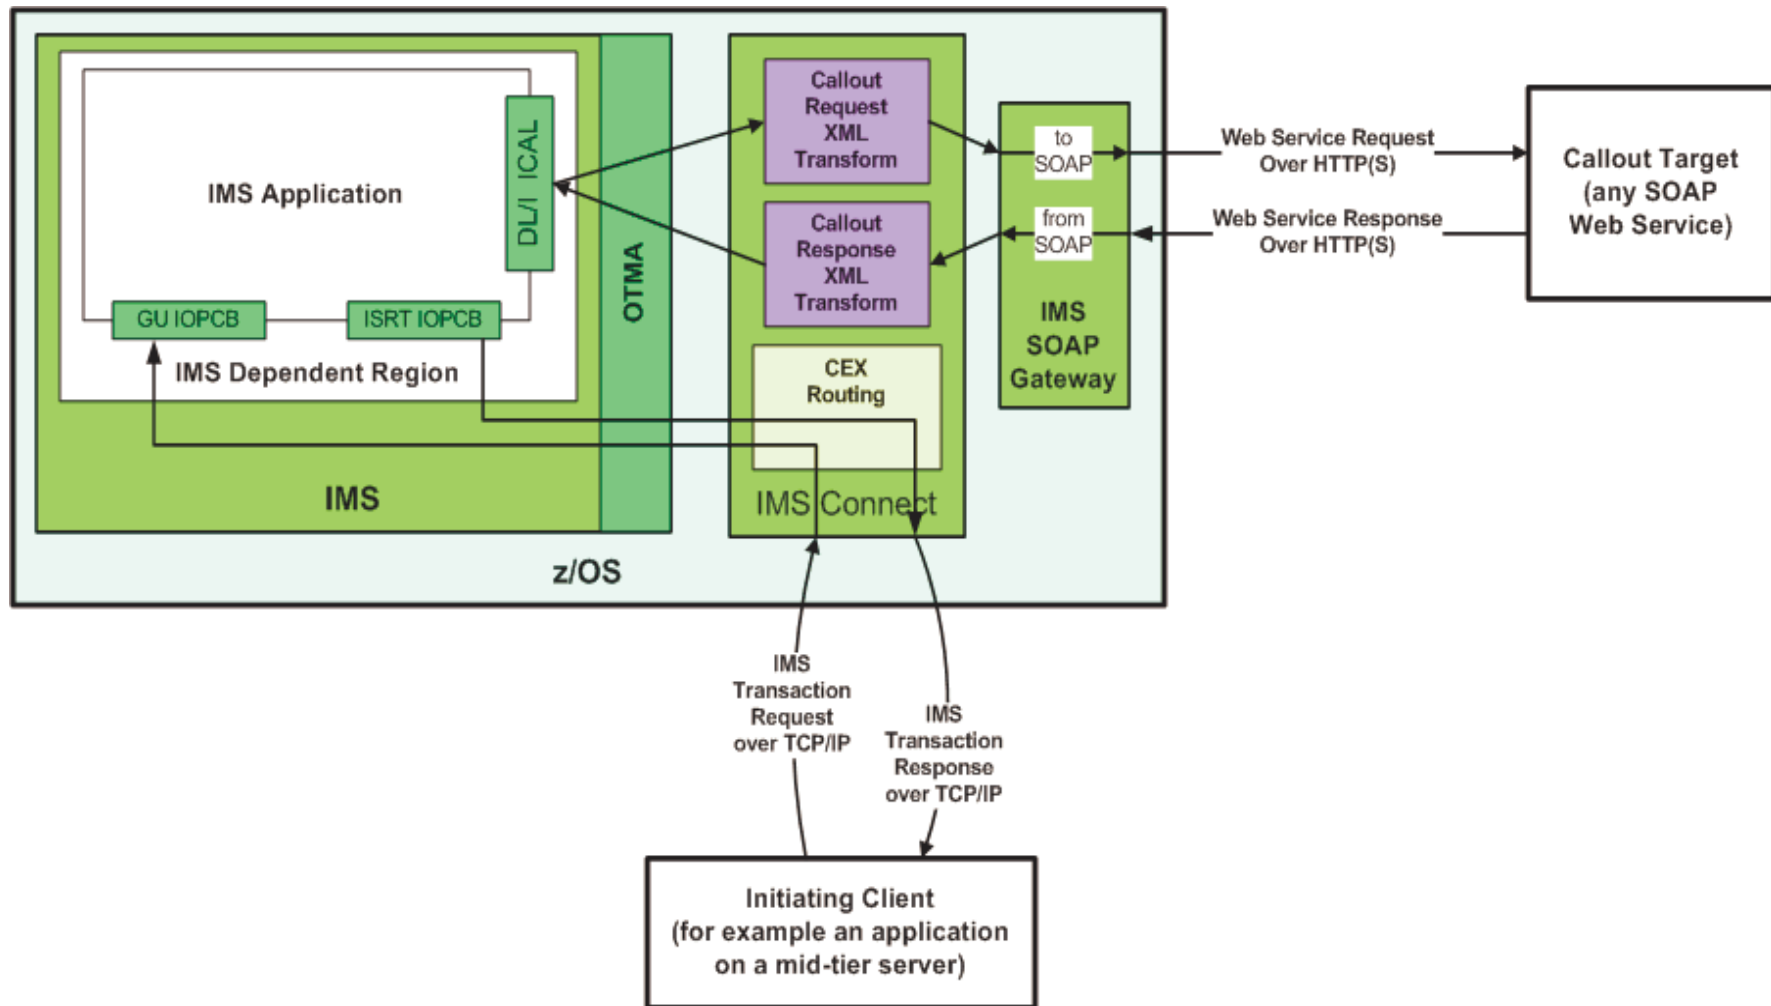 IMS Application
DL/I ICAL
GU IOPCB
ISRT IOPCB
IMS Dependent Region
IMS
OTMA
Callout
Request
XML
Transform
Callout
Response
XML
Transform
CEX
Routing
IMS Connect
to
SOAP
from
SOAP
IMS
SOAP
Gateway
z/OS
Web Service Request
Over HTTP(S)
Web Service Response
Over HTTP(S)
Callout Target
(any SOAP
Web Service)
IMS
Transaction
Request
over TCP/IP
IMS
Transaction
Response
over TCP/IP
Initiating Client
(for example an application
on a mid-tier server)